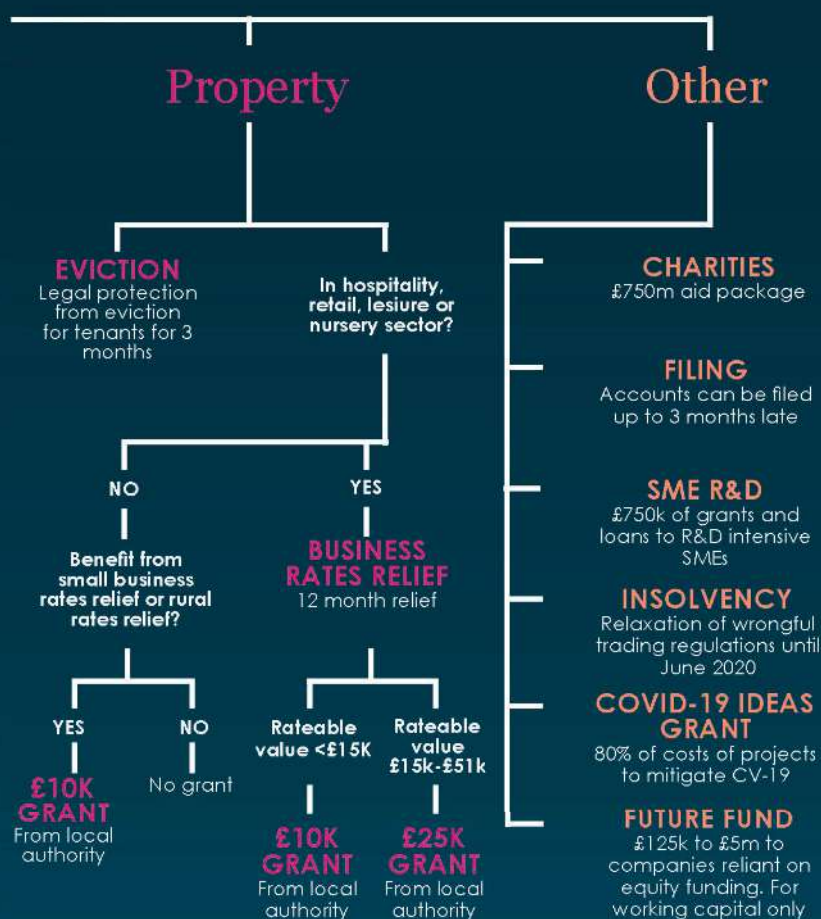 Property
Other
EVICTION
Legal protection
from eviction
for tenants for 3
months
In hospitality,
retail, lesiure or
nursery sector?
NO
YES
Benefit from
small business
rates relief or rural
rates relief?
BUSINESS
RATES RELIEF
12 month relief
YES
NO
£10K
GRANT
From local
authority
No grant
Rateable
value <£15K
Rateable
value
£15k-£51k
£10K
GRANT
From local
authority
£25K
GRANT
From local
authority
CHARITIES
£750m aid package
FILING
Accounts can be filed
up to 3 months late
SME R&D
£750k of grants and
loans to R&D intensive
SMEs
INSOLVENCY
Relaxation of wrongful
trading regulations until
June 2020
COVID-19 IDEAS
GRANT
80% of costs of projects
to mitigate CV-19
FUTURE FUND
£125k to £5m to
companies reliant on
equity funding. For
working capital only